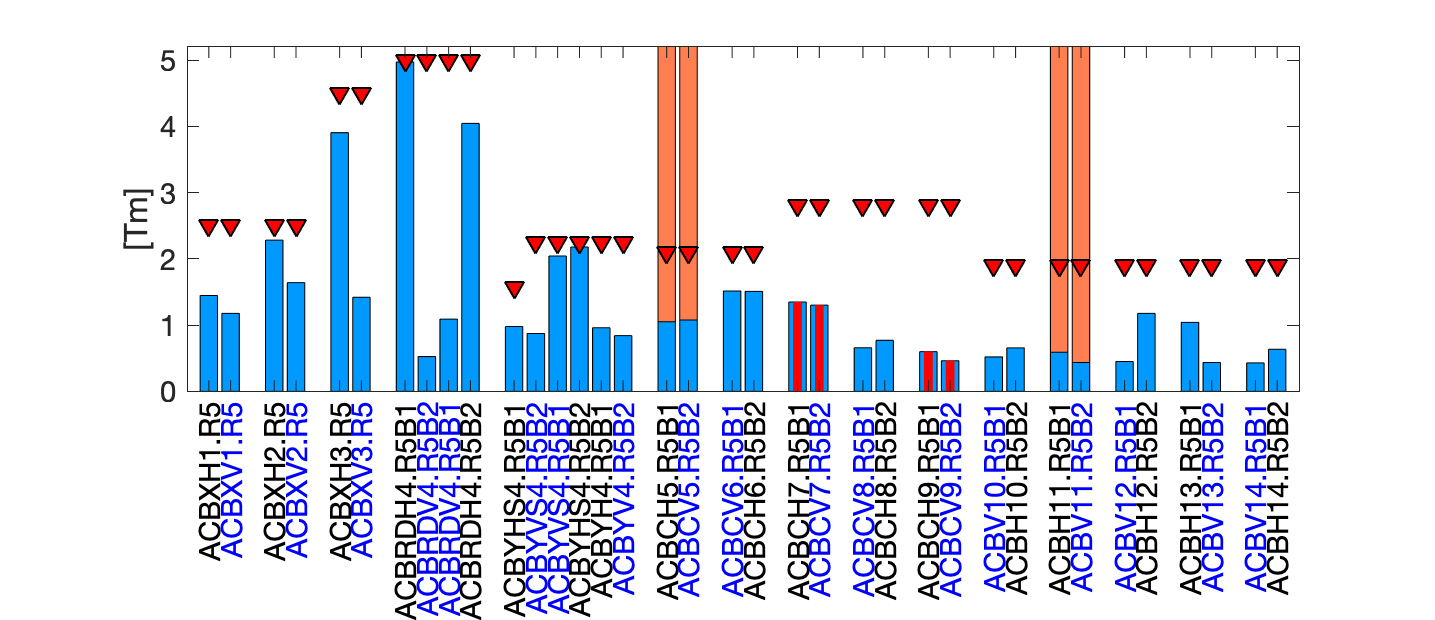 [Tm]
5
4
3
2
1
0
ACBXH1.R5
ACBXV1.R5
ACBXH2.R5
ACBXV2.R5
ACBXH3.R5
ACBXV3.R5
ACBRDH4.R5B1
ACBRDV4.R5B2
ACBRDV4.R5B1
ACBRDH4.R5B2
ACBYHS4.R5B1
ACBYVS4.R5B2
ACBYVS4.R5B1
ACBYHS4.R5B2
ACBYH4.R5B1
ACBYV4.R5B2
ACBCH5.R5B1
ACBCV5.R5B2
ACBCV6.R5B1
ACBCH6.R5B2
ACBCH7.R5B1
ACBCV7.R5B2
ACBCV8.R5B1
ACBCH8.R5B2
ACBCH9.R5B1
ACBCV9.R5B2
ACBV10.R5B1
ACBH10.R5B2
ACBH11.R5B1
ACBV11.R5B2
ACBV12.R5B1
ACBH12.R5B2
ACBH13.R5B1
ACBV13.R5B2
ACBV14.R5B1
ACBH14.R5B2